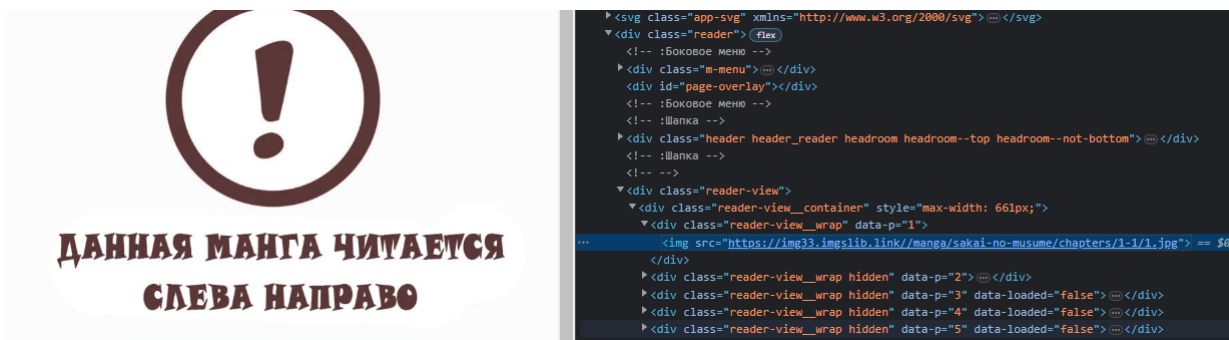 ДАННАЯ МАНГА ЧИТАЕТСЯ
СЛЕВА НАПРАВО
<svg class="app-svg" xmlns="http://www.w3.org/2000/svg"> … </svg>
<div class="reader"> flex
<!-- :Боковое меню -->
<div class="m-menu"> … </div>
<div id="page-overlay"></div>
<!-- :Боковое меню -->
<!-- :Шапка -->
<div class="header header_reader headroom headroom--top headroom--not-bottom"> … </div>
<!-- :Шапка -->
<!-- -->
<div class="reader-view">
<div class="reader-view__container" style="max-width: 661px;">
<div class="reader-view__wrap" data-p="1">
<img src="https://img33.imgslib.link//manga/sakai-no-musume/chapters/1-1/1.jpg"> == $0
</div>
<div class="reader-view__wrap hidden" data-p="2"> … </div>
<div class="reader-view__wrap hidden" data-p="3" data-loaded="false"> … </div>
<div class="reader-view__wrap hidden" data-p="4" data-loaded="false"> … </div>
<div class="reader-view__wrap hidden" data-p="5" data-loaded="false"> … </div>